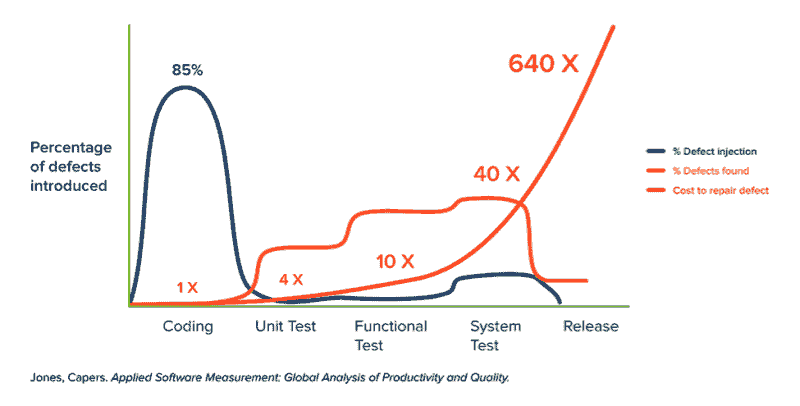 640 X
85%
Percentage
of defects
introduced
% Defect injection
% Defects found
Cost to repair defect
40 X
10 X
1 X
4 X
Coding
Unit Test
Functional
Test
System
Test
Release
Jones, Capers. Applied Software Measurement: Global Analysis of Productivity and Quality.